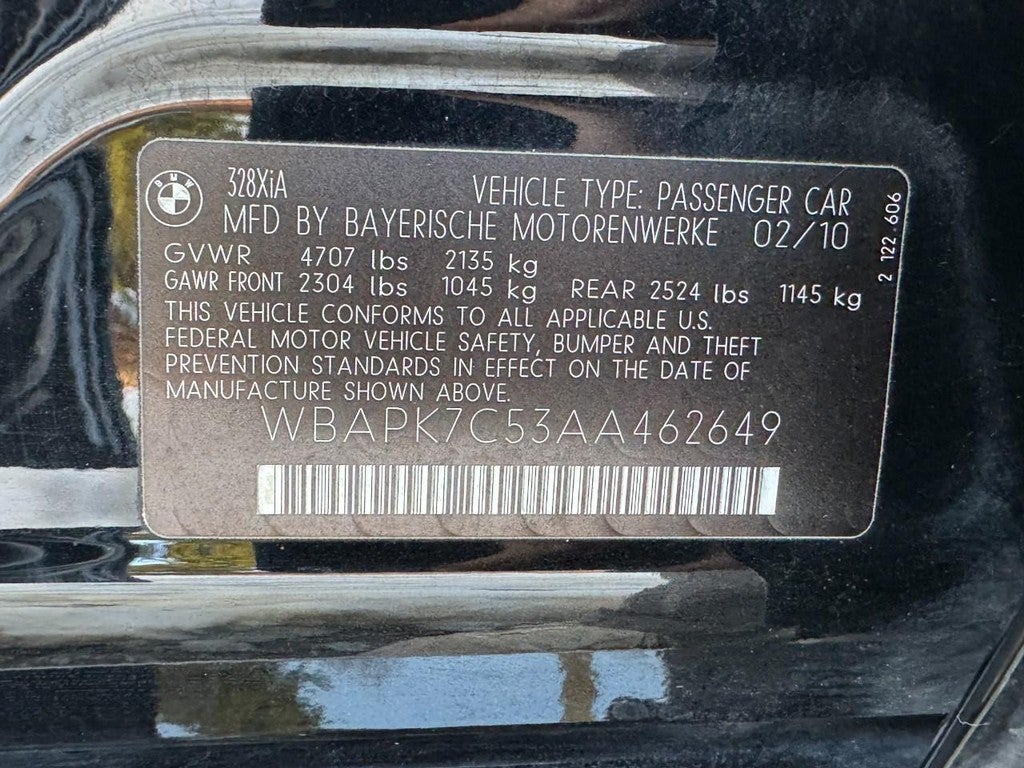 BMW
328XiA
VEHICLE TYPE: PASSENGER CAR
MFD BY BAYERISCHE MOTORENWERKE 02/10
GVWR 4707 lbs 2135 kg
GAWR FRONT 2304 lbs 1045 kg REAR 2524 lbs 1145 kg
THIS VEHICLE CONFORMS TO ALL APPLICABLE U.S.
FEDERAL MOTOR VEHICLE SAFETY, BUMPER AND THEFT
PREVENTION STANDARDS IN EFFECT ON THE DATE OF
MANUFACTURE SHOWN ABOVE.
WBAPK7C53AA462649
2 122 606